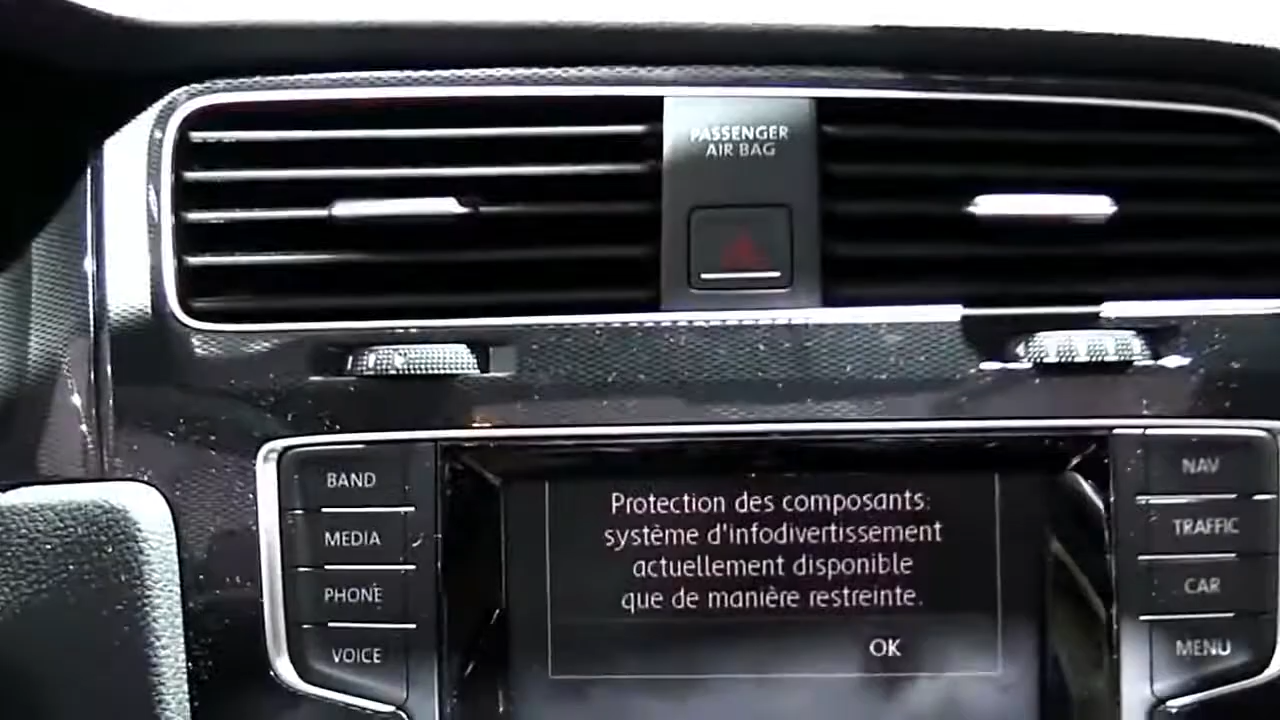 PASSENGER
AIR BAG
BAND
MEDIA
PHONE
VOICE
Protection des composants:
système d'infodivertissement
actuellement disponible
que de manière restreinte.
OK
NAV
TRAFFIC
CAR
MENU